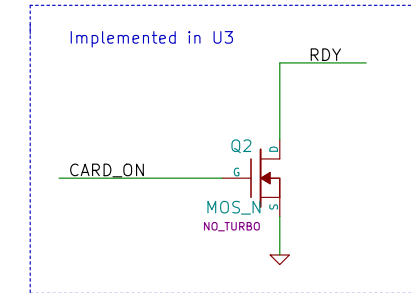 Implemented in U3
RDY
Q2
D
G
CARD_ON
MOS_N
S
NO_TURBO